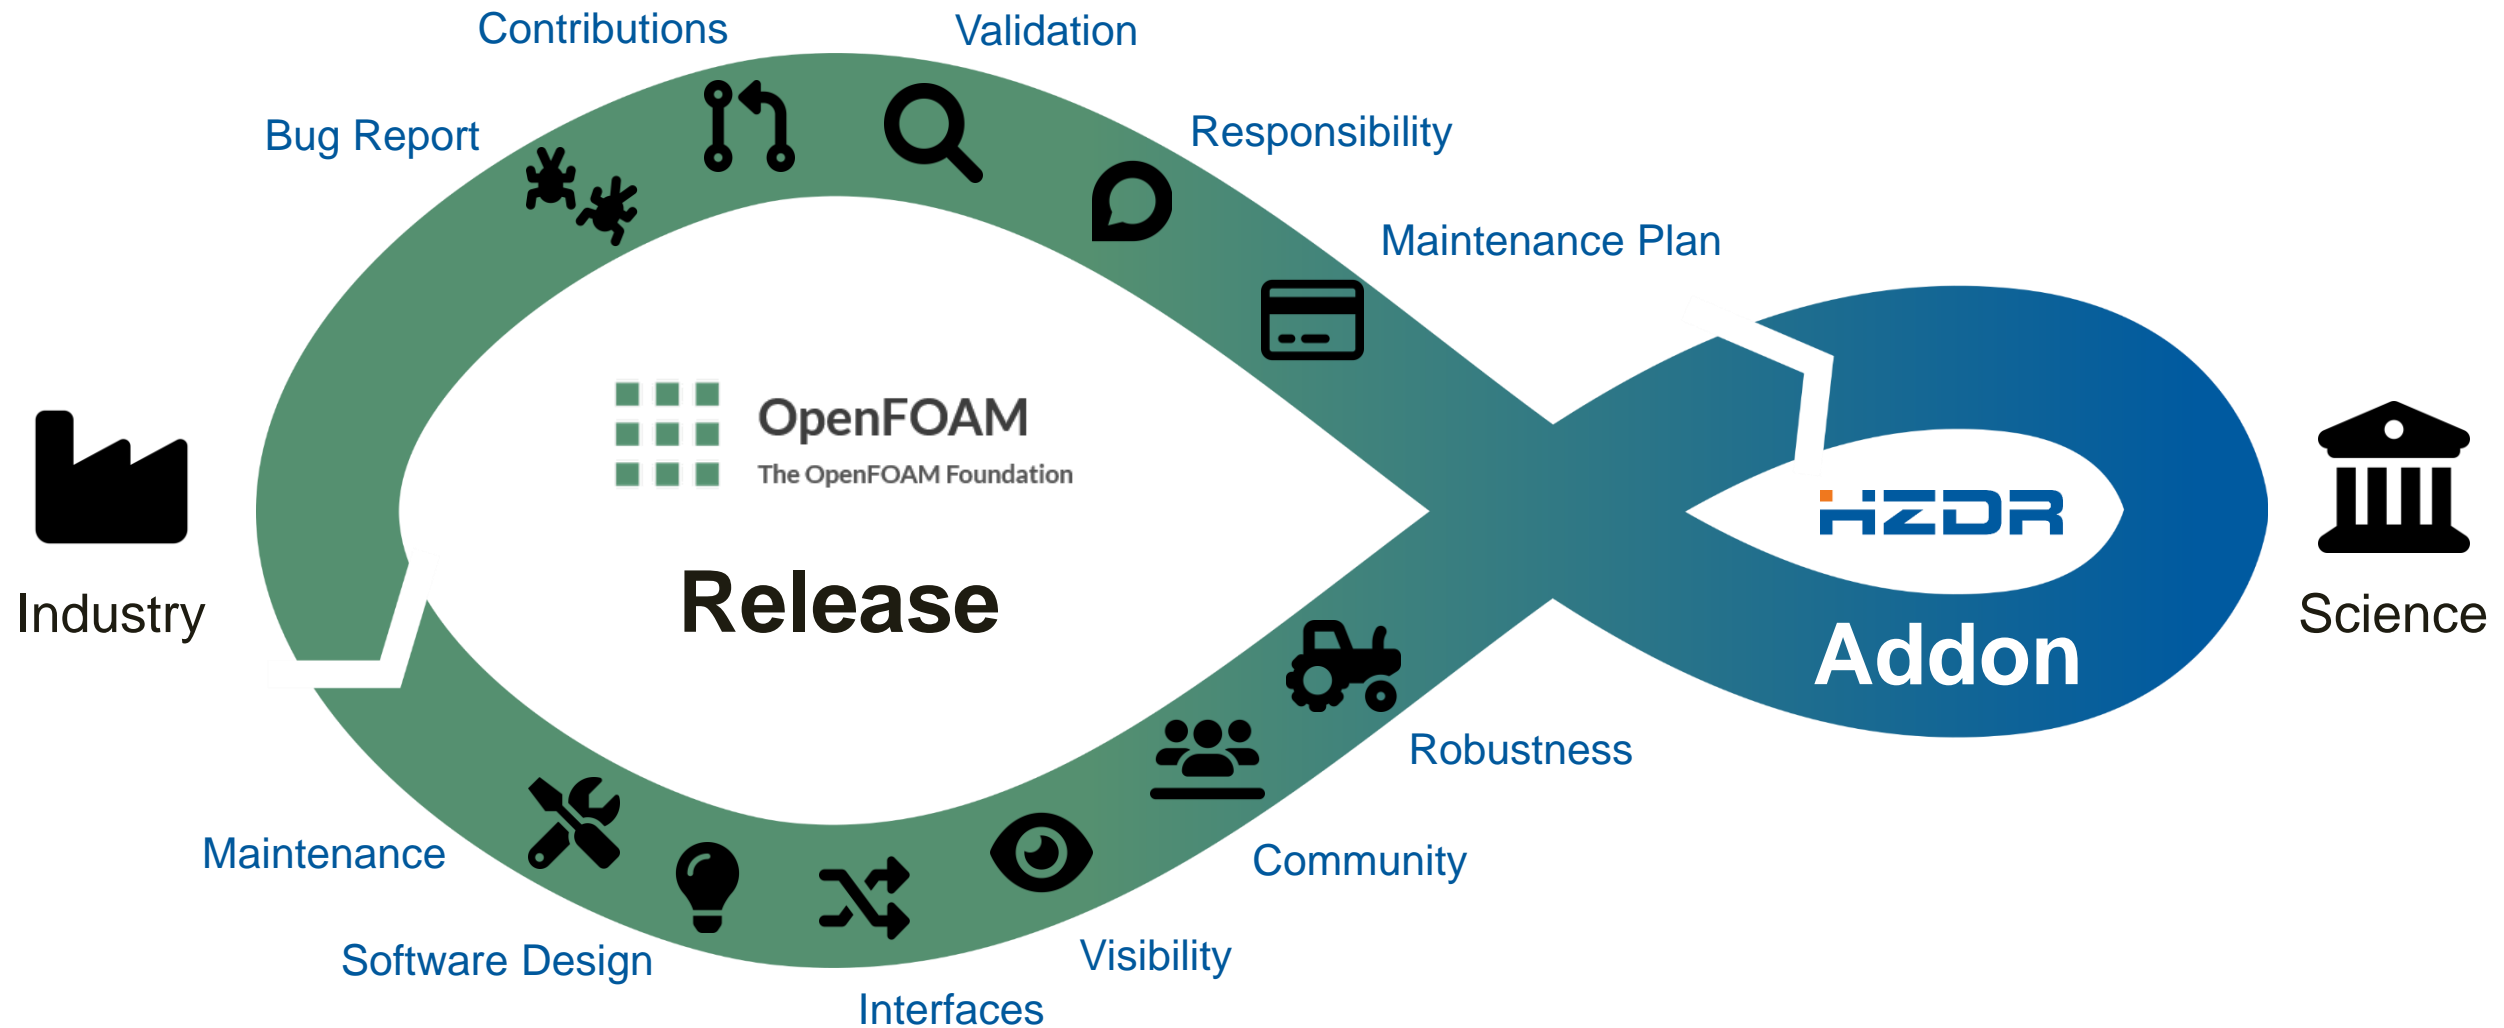 Contributions
Validation
Bug Report
Responsibility
Maintenance Plan
OpenFOAM
The OpenFOAM Foundation
HZDR
Release
Industry
Science
Addon
Robustness
Maintenance
Community
Software Design
Visibility
Interfaces